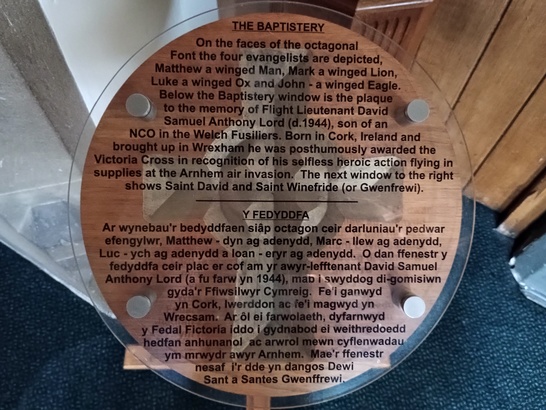 THE BAPTISTERY
On the faces of the octagonal
Font the four evangelists are depicted,
Matthew a winged Man, Mark a winged Lion,
Luke a winged Ox and John - a winged Eagle.
Below the Baptistery window is the plaque
to the memory of Flight Lieutenant David
Samuel Anthony Lord (d.1944), son of an
NCO in the Welch Fusiliers. Born in Cork, Ireland and
brought up in Wrexham he was posthumously awarded the
Victoria Cross in recognition of his selfless heroic action flying in
supplies at the Arnhem air invasion. The next window to the right
shows Saint David and Saint Winefride (or Gwenfrewi).
Y FEDYDDFA
Ar wynebau'r bedyddfaen siâp octagon ceir darluniau'r pedwar
efengylwr, Matthew - dyn ag adenydd, Marc - llew ag adenydd,
Luc - ych ag adenydd a Ioan - eryr ag adenydd. O dan ffenestr y
fedyddfa ceir plac er cof am yr awyr-lefftenant David Samuel
Anthony Lord (a fu farw yn 1944), mab i swyddog di-gomisiwn
gyda'r Ffiwsilwyr Cymreig. Fe'i ganwyd
yn Cork, Iwerddon ac fe'i magwyd yn
Wrecsam. Ar ôl ei farwolaeth, dyfarnwyd
y Fedal Fictoria iddo i gydnabod ei weithredoedd
hedfan anhunanol ac arwrol mewn cyflenwadau
ym mrwydr awyr Arnhem. Mae'r ffenestr
nesaf i'r dde yn dangos Dewi
Sant a Santes Gwenffrewi.